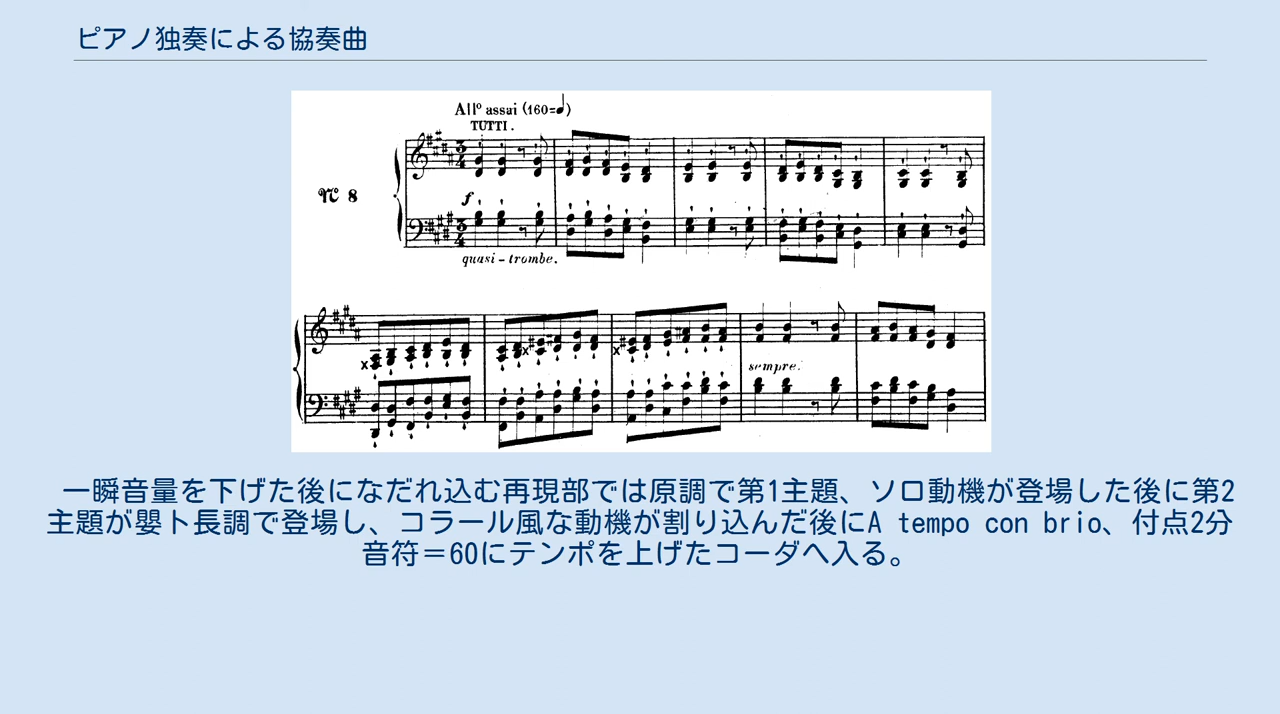 ピアノ独奏による協奏曲
All° assai (160=♩)
TUTTI.
№ 8
f
quasi-trombe.
sempre.
一瞬音量を下げた後になだれ込む再現部では原調で第1主題、ソロ動機が登場した後に第2
主題が嬰ト長調で登場し、コラール風な動機が割り込んだ後にA tempo con brio、付点2分
音符＝60にテンポを上げたコーダへ入る。